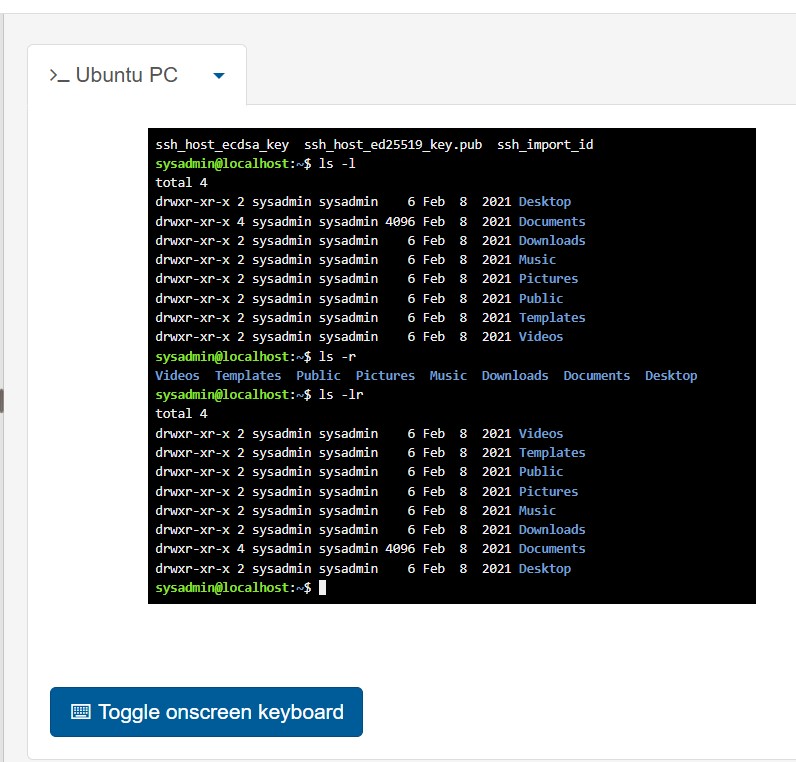 >_ Ubuntu PC
ssh_host_ecdsa_key  ssh_host_ed25519_key.pub  ssh_import_id
sysadmin@localhost:~$ ls -l
total 4
drwxr-xr-x 2 sysadmin sysadmin    6 Feb  8  2021 Desktop
drwxr-xr-x 4 sysadmin sysadmin 4096 Feb  8  2021 Documents
drwxr-xr-x 2 sysadmin sysadmin    6 Feb  8  2021 Downloads
drwxr-xr-x 2 sysadmin sysadmin    6 Feb  8  2021 Music
drwxr-xr-x 2 sysadmin sysadmin    6 Feb  8  2021 Pictures
drwxr-xr-x 2 sysadmin sysadmin    6 Feb  8  2021 Public
drwxr-xr-x 2 sysadmin sysadmin    6 Feb  8  2021 Templates
drwxr-xr-x 2 sysadmin sysadmin    6 Feb  8  2021 Videos
sysadmin@localhost:~$ ls -r
Videos  Templates  Public  Pictures  Music  Downloads  Documents  Desktop
sysadmin@localhost:~$ ls -lr
total 4
drwxr-xr-x 2 sysadmin sysadmin    6 Feb  8  2021 Videos
drwxr-xr-x 2 sysadmin sysadmin    6 Feb  8  2021 Templates
drwxr-xr-x 2 sysadmin sysadmin    6 Feb  8  2021 Public
drwxr-xr-x 2 sysadmin sysadmin    6 Feb  8  2021 Pictures
drwxr-xr-x 2 sysadmin sysadmin    6 Feb  8  2021 Music
drwxr-xr-x 2 sysadmin sysadmin    6 Feb  8  2021 Downloads
drwxr-xr-x 4 sysadmin sysadmin 4096 Feb  8  2021 Documents
drwxr-xr-x 2 sysadmin sysadmin    6 Feb  8  2021 Desktop
sysadmin@localhost:~$
Toggle onscreen keyboard